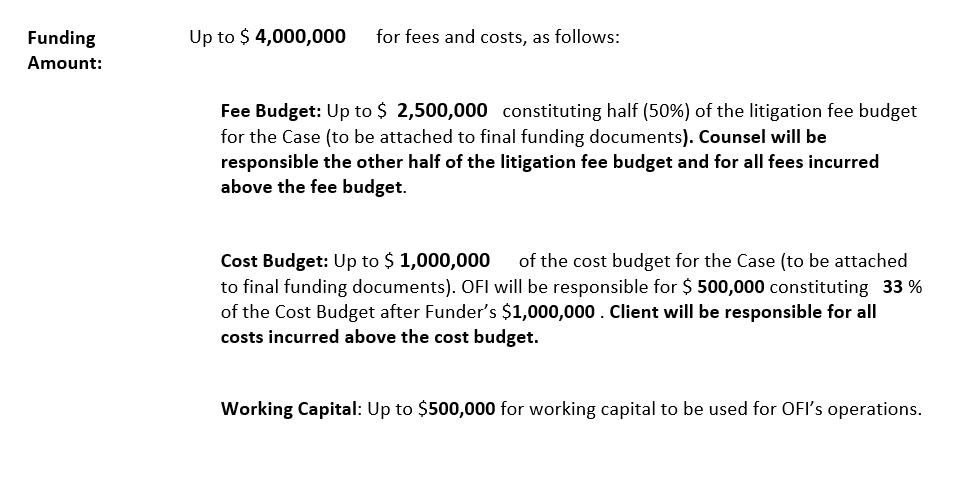 Funding Amount:
Up to $ 4,000,000 for fees and costs, as follows:
Fee Budget: Up to $ 2,500,000 constituting half (50%) of the litigation fee budget
for the Case (to be attached to final funding documents). Counsel will be
responsible the other half of the litigation fee budget and for all fees incurred
above the fee budget.
Cost Budget: Up to $ 1,000,000 of the cost budget for the Case (to be attached
to final funding documents). OFI will be responsible for $ 500,000 constituting 33 %
of the Cost Budget after Funder’s $1,000,000 . Client will be responsible for all
costs incurred above the cost budget.
Working Capital: Up to $500,000 for working capital to be used for OFI’s operations.